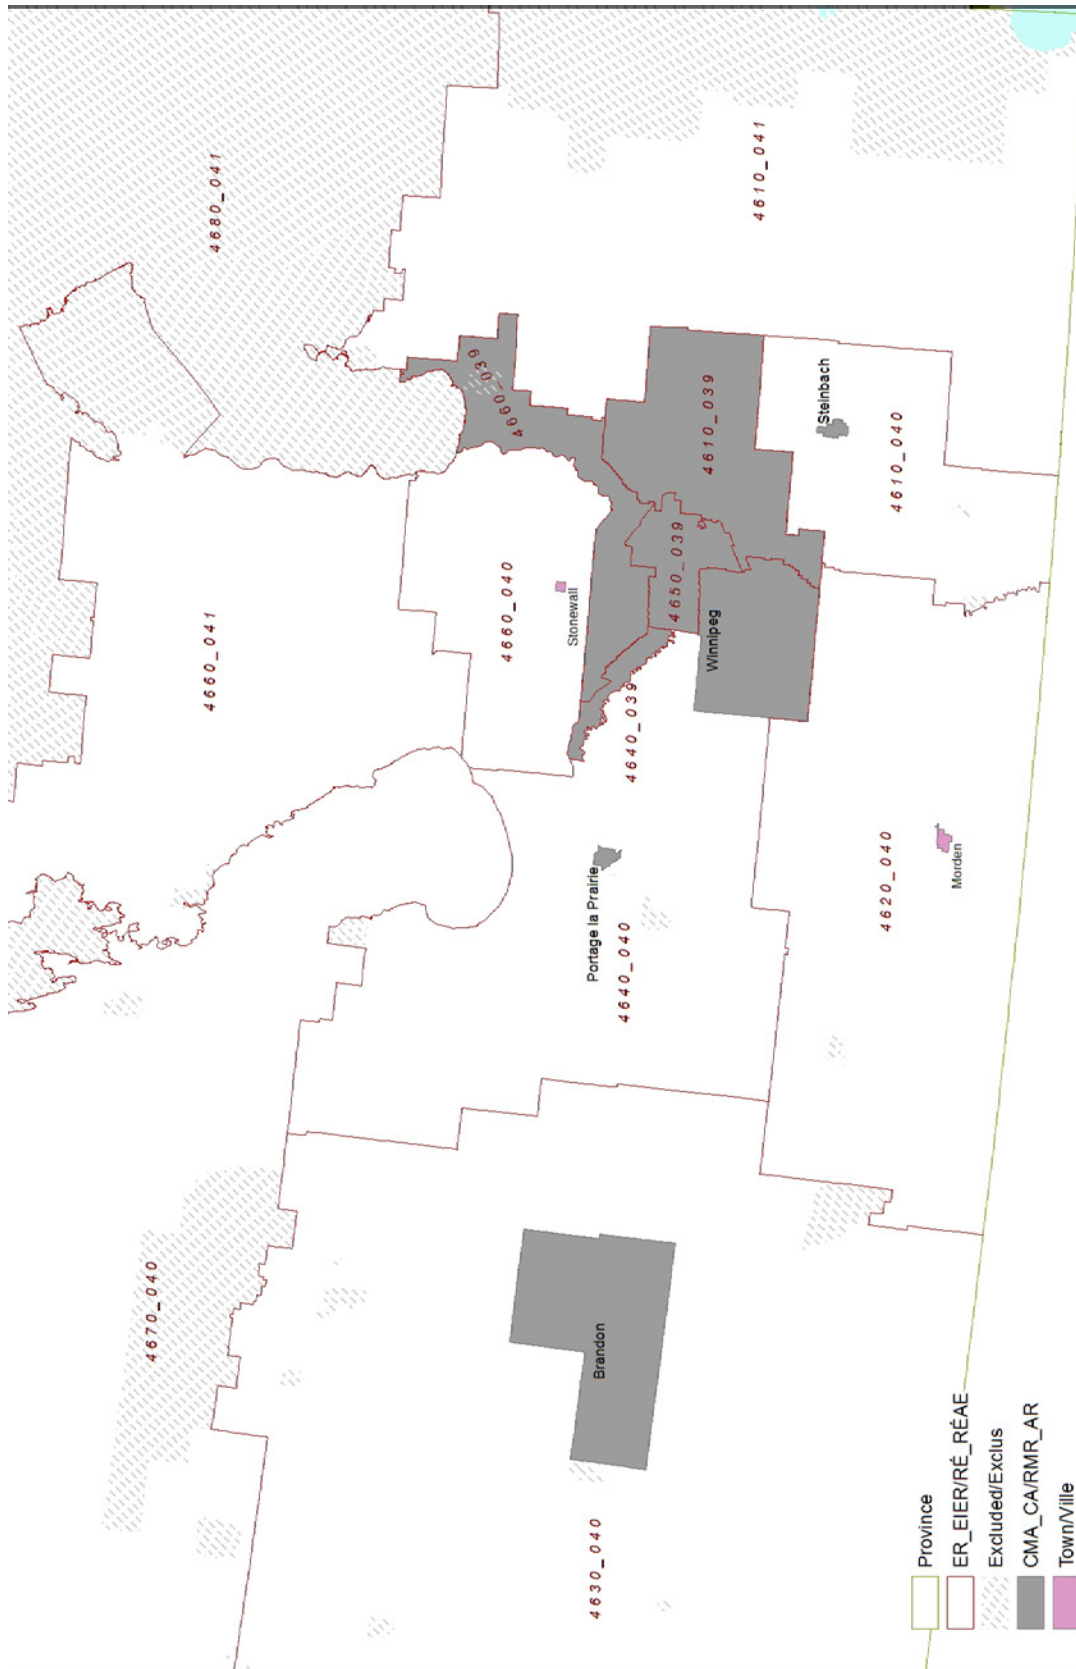 4680_041
4610_041
4660_039
4610_039
Steinbach
4610_040
4650_039
4660_040
Stonewall
Winnipeg
4660_041
4640_039
4620_040
Morden
Portage la Prairie
4640_040
4670_040
Brandon
4630_040
Province
ER_EIER/RÉ_RÉAE
Excluded/Exclus
CMA_CA/RMR_AR
Town/Ville